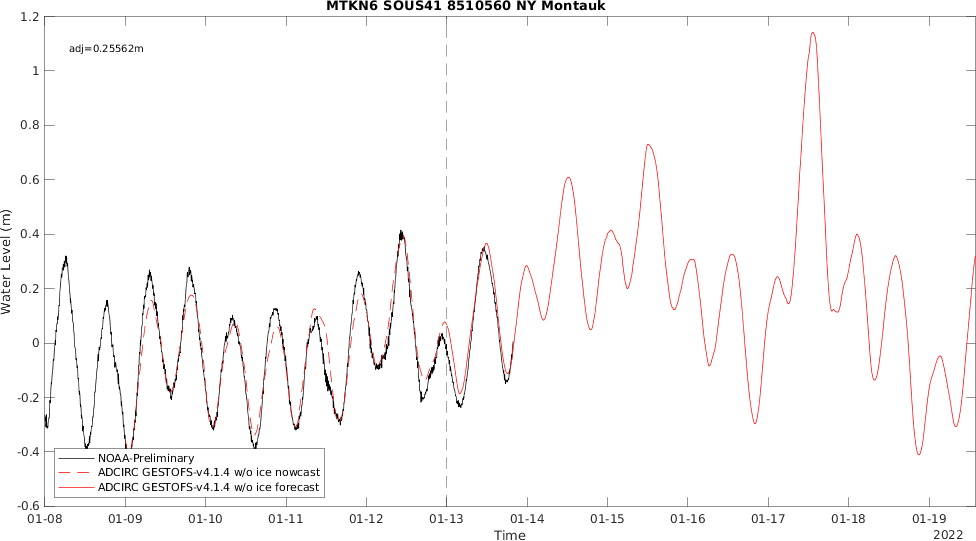 MTKN6 SOUS41 8510560 NY Montauk
1.2
adj=0.25562m
1
0.8
0.6
0.4
0.2
0
-0.2
-0.4
-0.6
Water Level (m)
NOAA-Preliminary
ADCIRC GESTOFS-v4.1.4 w/o ice nowcast
ADCIRC GESTOFS-v4.1.4 w/o ice forecast
01-08 01-09 01-10 01-11 01-12 01-13 01-14 01-15 01-16 01-17 01-18 01-19
Time
2022